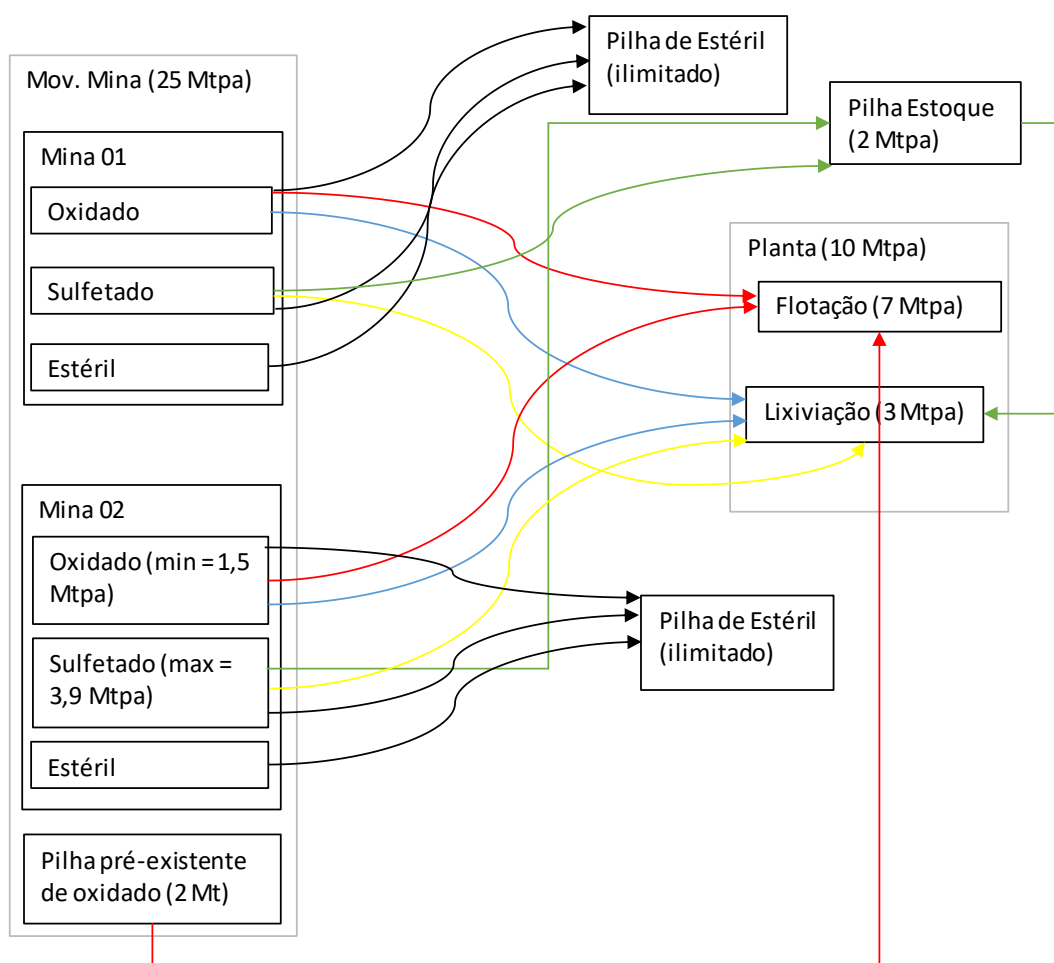 Mov. Mina (25 Mtpa)
Mina 01
Oxidado
Sulfetado
Estéril
Mina 02
Oxidado (min = 1,5
Mtpa)
Sulfetado (max =
3,9 Mtpa)
Estéril
Pilha pré-existente
de oxidado (2 Mt)
Pilha de Estéril
(ilimitado)
Pilha Estoque
(2 Mtpa)
Planta (10 Mtpa)
Flotação (7 Mtpa)
Lixiviação (3 Mtpa)
Pilha de Estéril
(ilimitado)